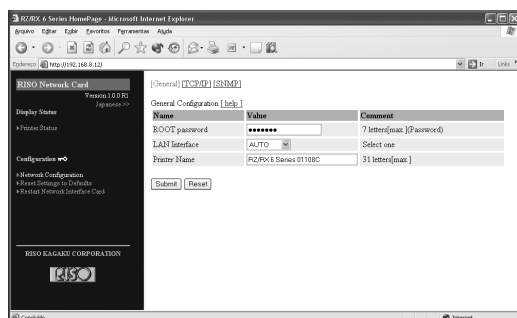 RZ/RX 6 Series HomePage - Microsoft Internet Explorer
Arquivo Editar Exibir Favoritos Ferramentas Ajuda
Endereço http://192.168.8.12/ Ir Links
RISO Network Card
Version 1.0.0 R1
Japanese >>
Display Status
Printer Status
Configuration
Network Configuration
Reset Settings to Defaults
Restart Network Interface Card
RISO KAGAKU CORPORATION
RISO
[General] [TCP/IP] [SNMP]
General Configuration [ help ]
Name Value Comment
ROOT password ●●●●●●● 7 letters[max.](Password)
LAN Interface AUTO Select one
Printer Name RZ/RX 6 Series 01108C 31 letters[max.]
Submit Reset
Concluído Internet